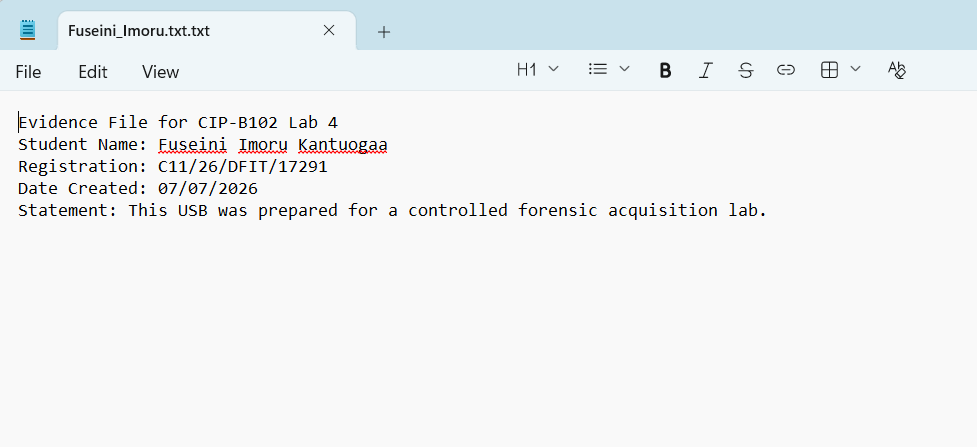 Fuseini_Imoru.txt.txt
File Edit View
H1 B I S Ab
Evidence File for CIP-B102 Lab 4
Student Name: Fuseini Imoru Kantuogaa
Registration: C11/26/DFIT/17291
Date Created: 07/07/2026
Statement: This USB was prepared for a controlled forensic acquisition lab.